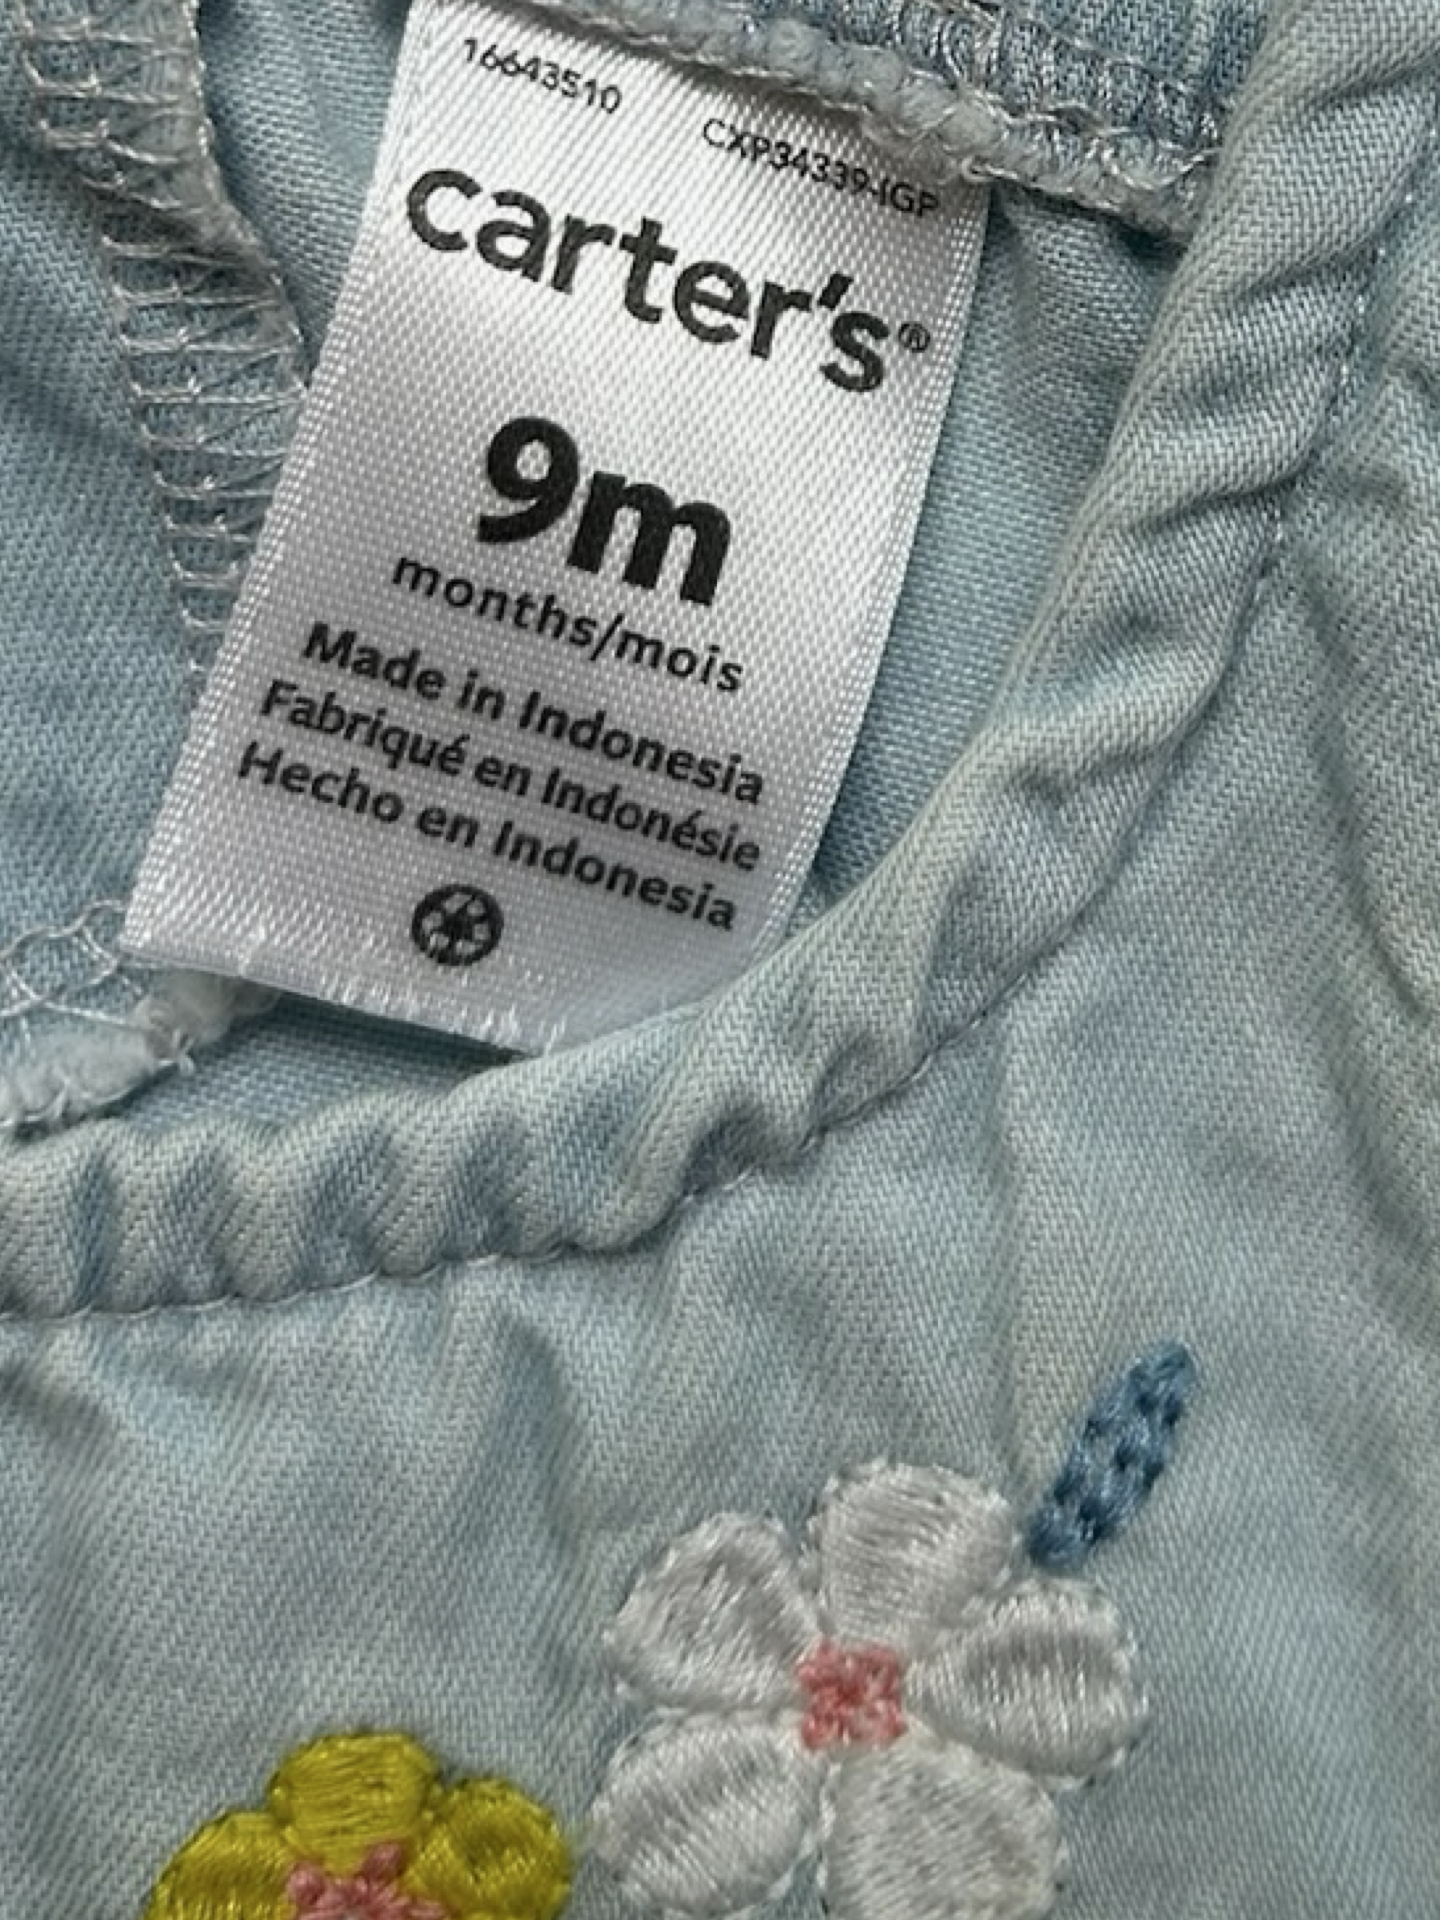 16643510
CXP34339-IGP
carter's®
9m
months/mois
Made in Indonesia
Fabriqué en Indonésie
Hecho en Indonesia